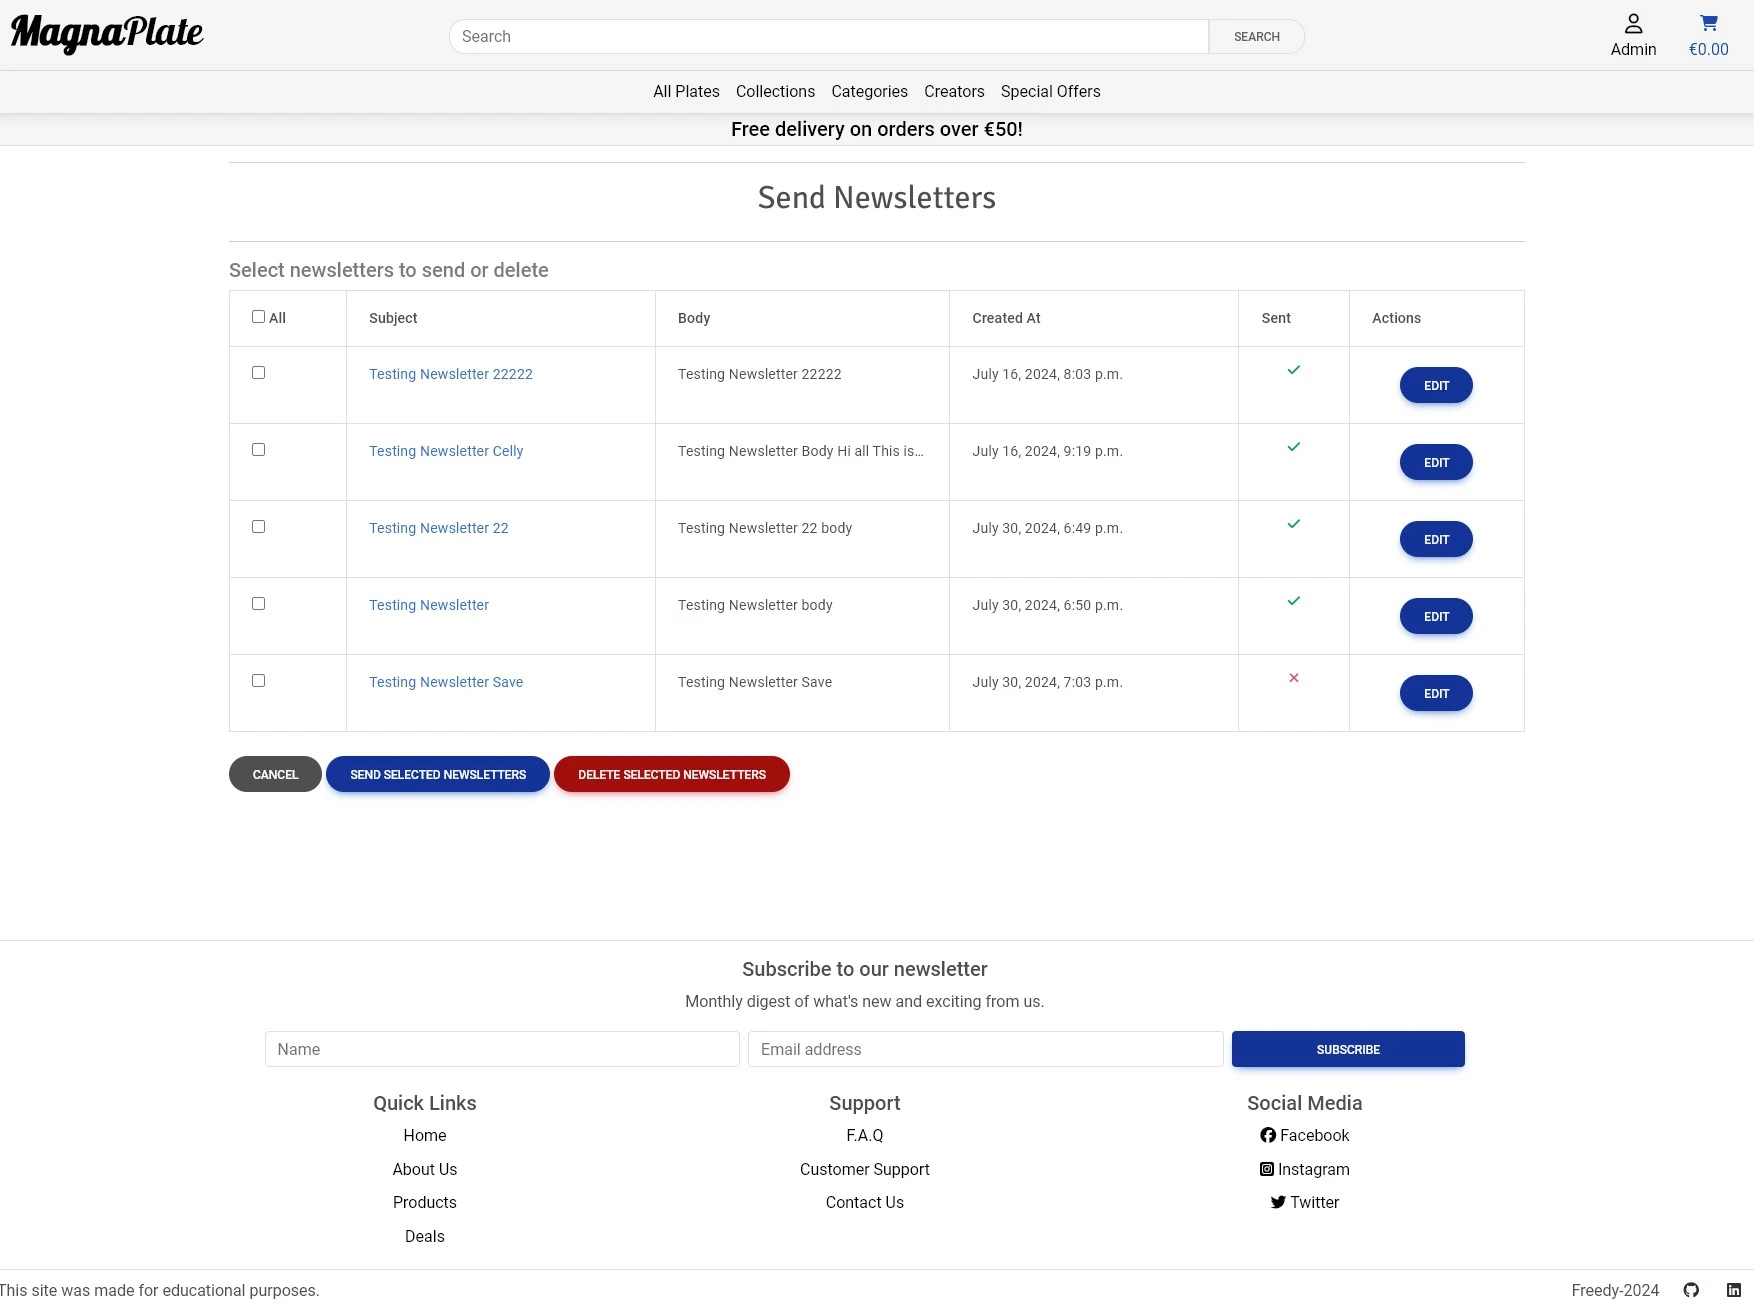 MagnaPlate
Search
SEARCH
Admin
€0.00
All Plates Collections Categories Creators Special Offers
Free delivery on orders over €50!
Send Newsletters
Select newsletters to send or delete
All Subject Body Created At Sent Actions
Testing Newsletter 22222 Testing Newsletter 22222 July 16, 2024, 8:03 p.m. EDIT
Testing Newsletter Celly Testing Newsletter Body Hi all This is… July 16, 2024, 9:19 p.m. EDIT
Testing Newsletter 22 Testing Newsletter 22 body July 30, 2024, 6:49 p.m. EDIT
Testing Newsletter Testing Newsletter body July 30, 2024, 6:50 p.m. EDIT
Testing Newsletter Save Testing Newsletter Save July 30, 2024, 7:03 p.m. EDIT
CANCEL SEND SELECTED NEWSLETTERS DELETE SELECTED NEWSLETTERS
Subscribe to our newsletter
Monthly digest of what's new and exciting from us.
Name Email address SUBSCRIBE
Quick Links
Home
About Us
Products
Deals
Support
F.A.Q
Customer Support
Contact Us
Social Media
Facebook
Instagram
Twitter
This site was made for educational purposes. Freedy-2024